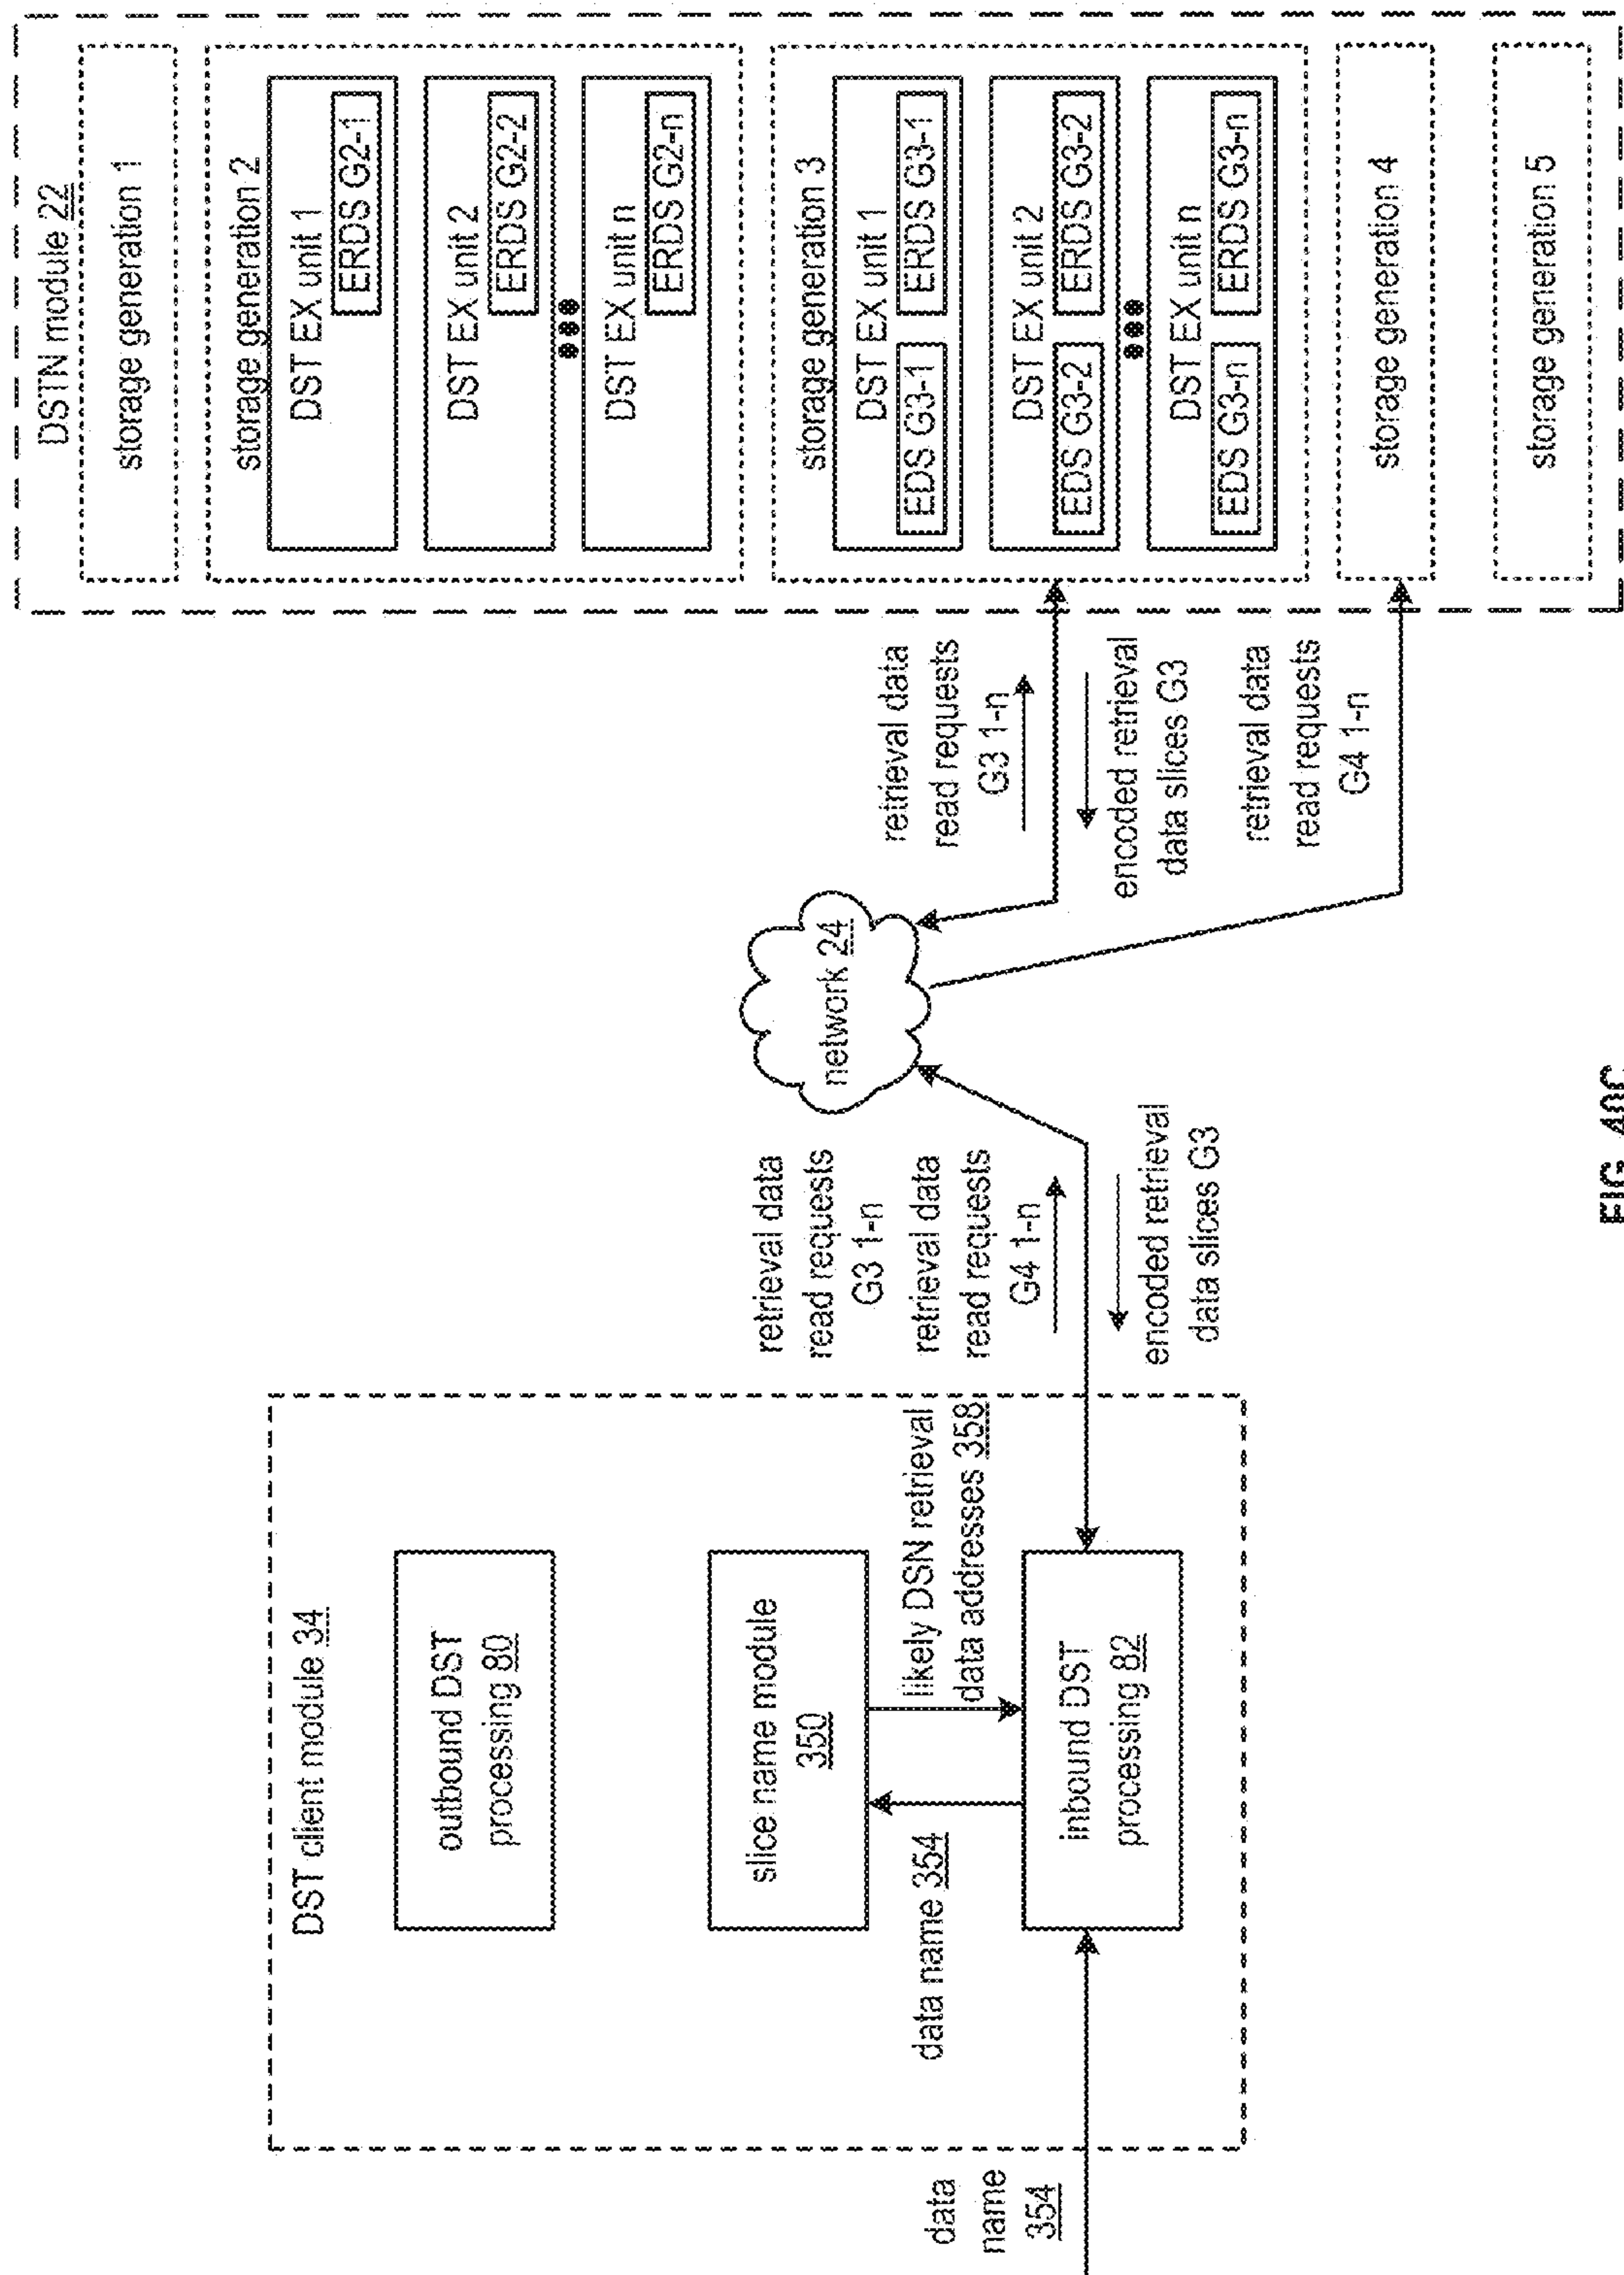 DST client module 34
outbound DST
processing 80
slice name module
350
data name 354
likely DSN retrieval
data addresses 358
data
name
354
inbound DST
processing 82
retrieval data
read requests
G3 1-n
retrieval data
read requests
G4 1-n
encoded retrieval
data slices G3
network 24
retrieval data
read requests
G3 1-n
encoded retrieval
data slices G3
retrieval data
read requests
G4 1-n
DSTN module 22
storage generation 1
storage generation 2
DST EX unit 1
ERDS G2-1
DST EX unit 2
ERDS G2-2
DST EX unit n
ERDS G2-n
storage generation 3
DST EX unit 1
EDS G3-1
ERDS G3-1
DST EX unit 2
EDS G3-2
ERDS G3-2
DST EX unit n
EDS G3-n
ERDS G3-n
storage generation 4
storage generation 5
FIG. 40C